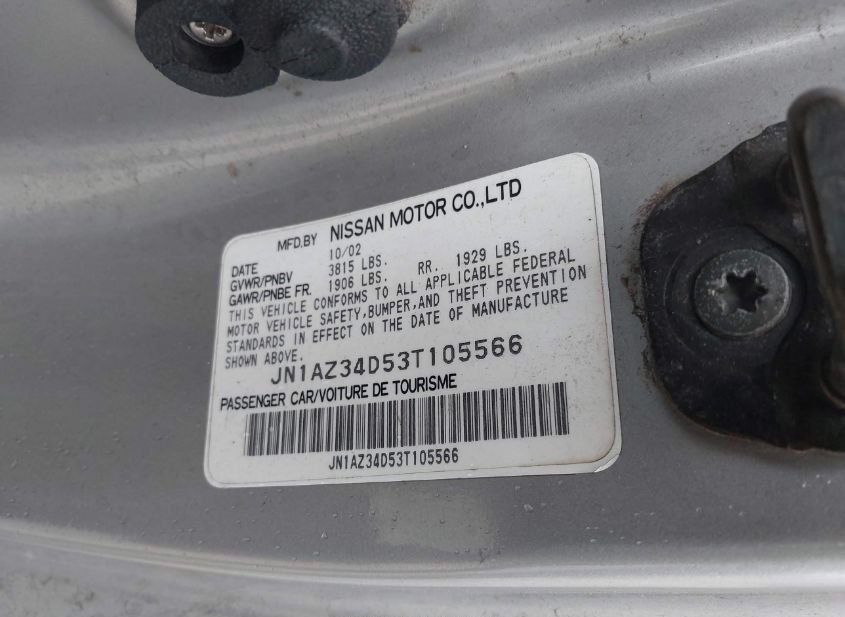 MFD.BY NISSAN MOTOR CO.,LTD
DATE 10/02
GVWR/PNBV 3815 LBS.
GAWR/PNBE FR. 1906 LBS. RR. 1929 LBS.
THIS VEHICLE CONFORMS TO ALL APPLICABLE FEDERAL
MOTOR VEHICLE SAFETY,BUMPER,AND THEFT PREVENTION
STANDARDS IN EFFECT ON THE DATE OF MANUFACTURE
SHOWN ABOVE.
JN1AZ34D53T105566
PASSENGER CAR/VOITURE DE TOURISME
JN1AZ34D53T105566